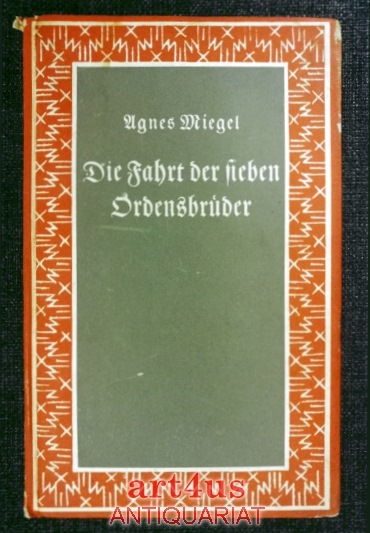 Agnes Miegel
Die Fahrt der sieben
Ordensbrüder
art4us
ANTIQUARIAT